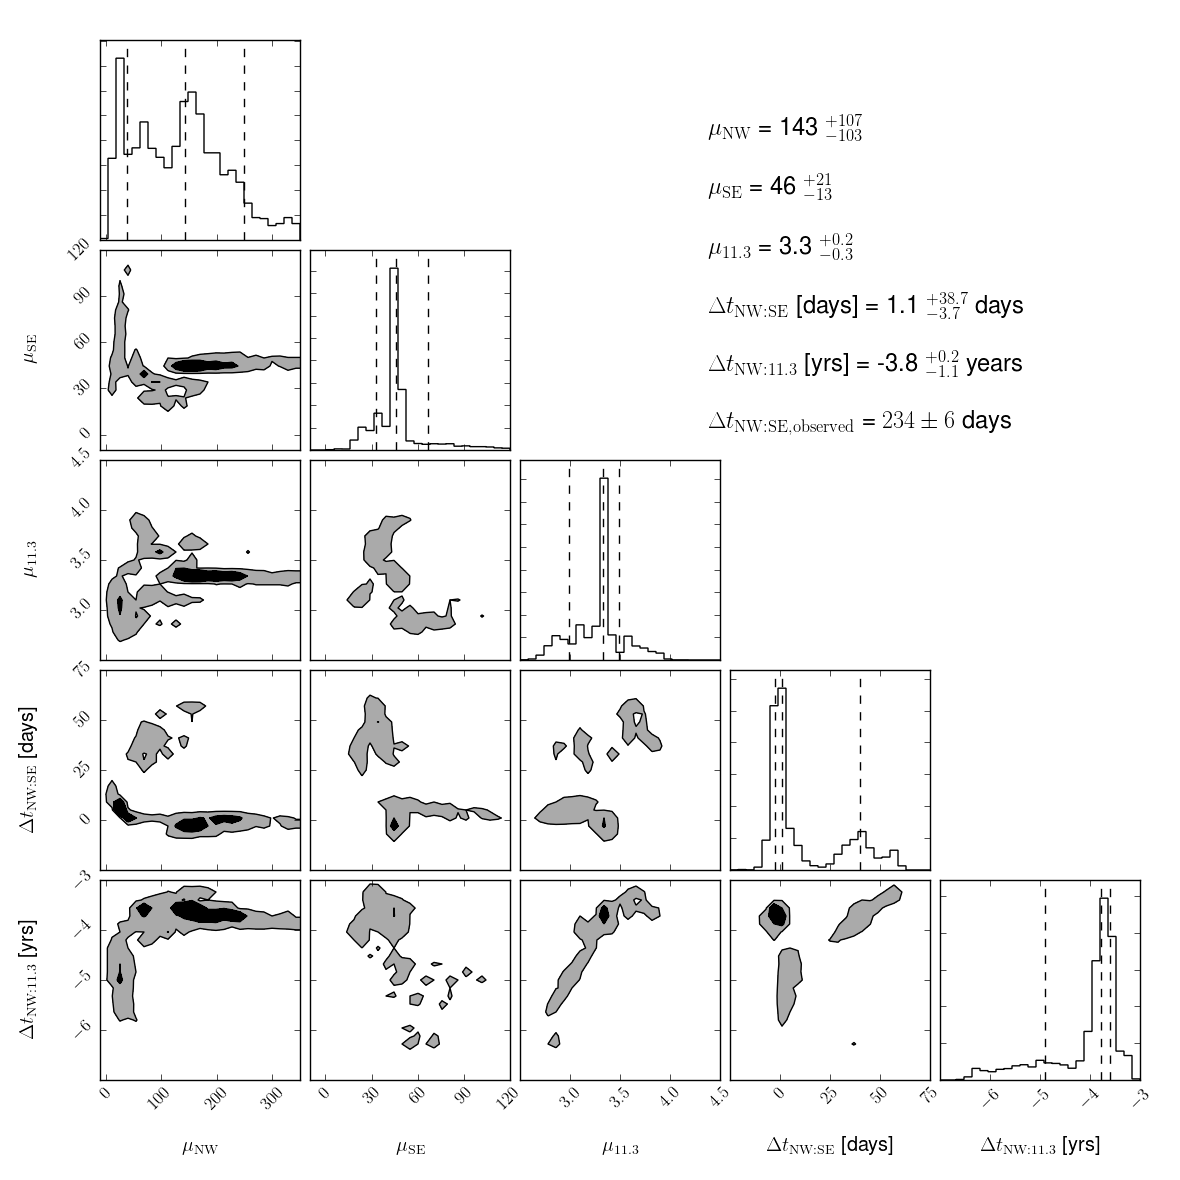 μNW = 143 +107 −103
μSE = 46 +21 −13
μ11.3 = 3.3 +0.2 −0.3
ΔtNW:SE [days] = 1.1 +38.7 −3.7 days
ΔtNW:11.3 [yrs] = -3.8 +0.2 −1.1 years
ΔtNW:SE,observed = 234 ± 6 days
120
90
60
30
0
μSE
4.5
4.0
3.5
3.0
μ11.3
75
50
25
0
ΔtNW:SE [days]
−3
−4
−5
−6
ΔtNW:11.3 [yrs]
0 100 200 300 0 30 60 90 120 3.0 3.5 4.0 4.5 0 25 50 75 −6 −5 −4 −3
μNW μSE μ11.3 ΔtNW:SE [days] ΔtNW:11.3 [yrs]